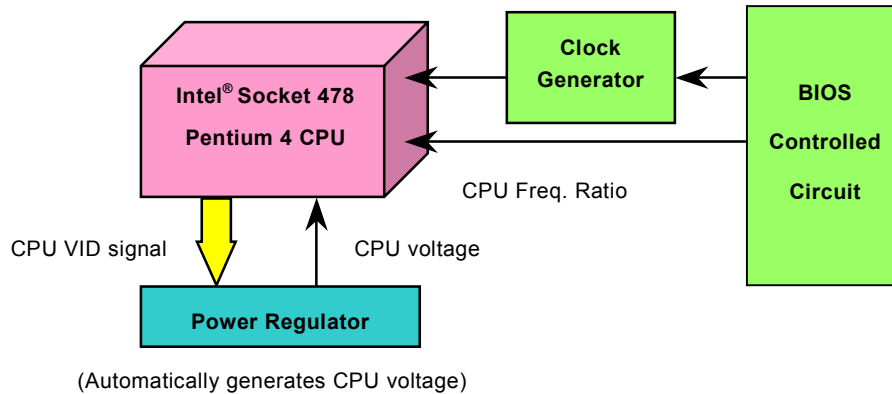 Intel® Socket 478
Pentium 4 CPU
Clock
Generator
BIOS
Controlled
Circuit
CPU Freq. Ratio
CPU VID signal
CPU voltage
Power Regulator
(Automatically generates CPU voltage)